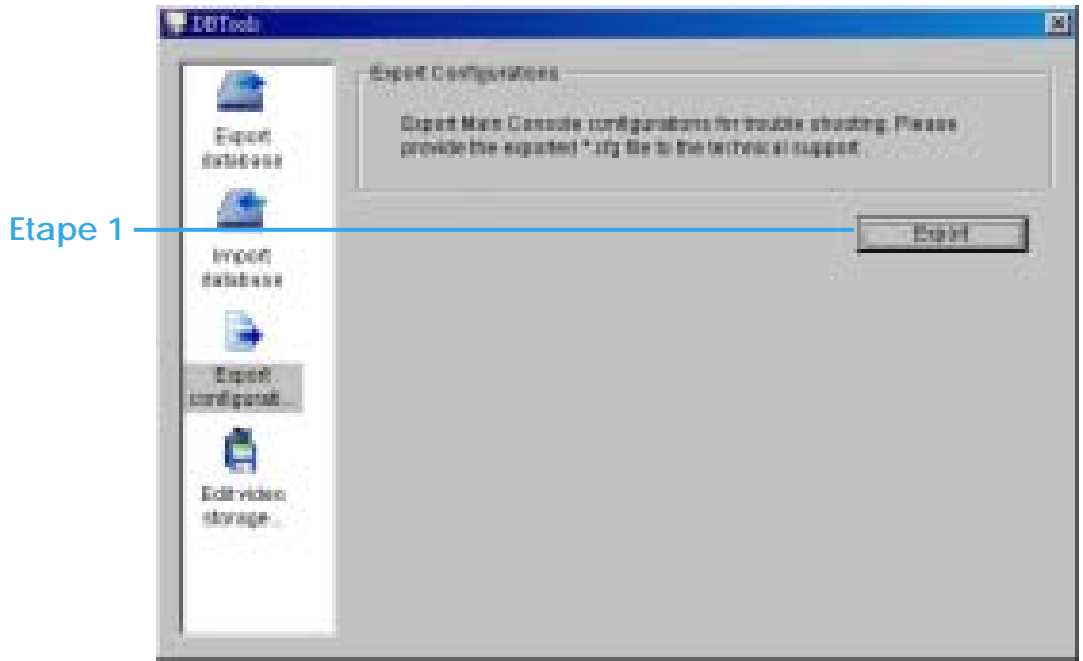 DBTools
Export
database
Import
database
Export
configurati...
Edit video
storage...
Export Configurations
Export Main Console configurations for trouble shooting. Please
provide the exported *.cfg file to the technical support
Etape 1
Export